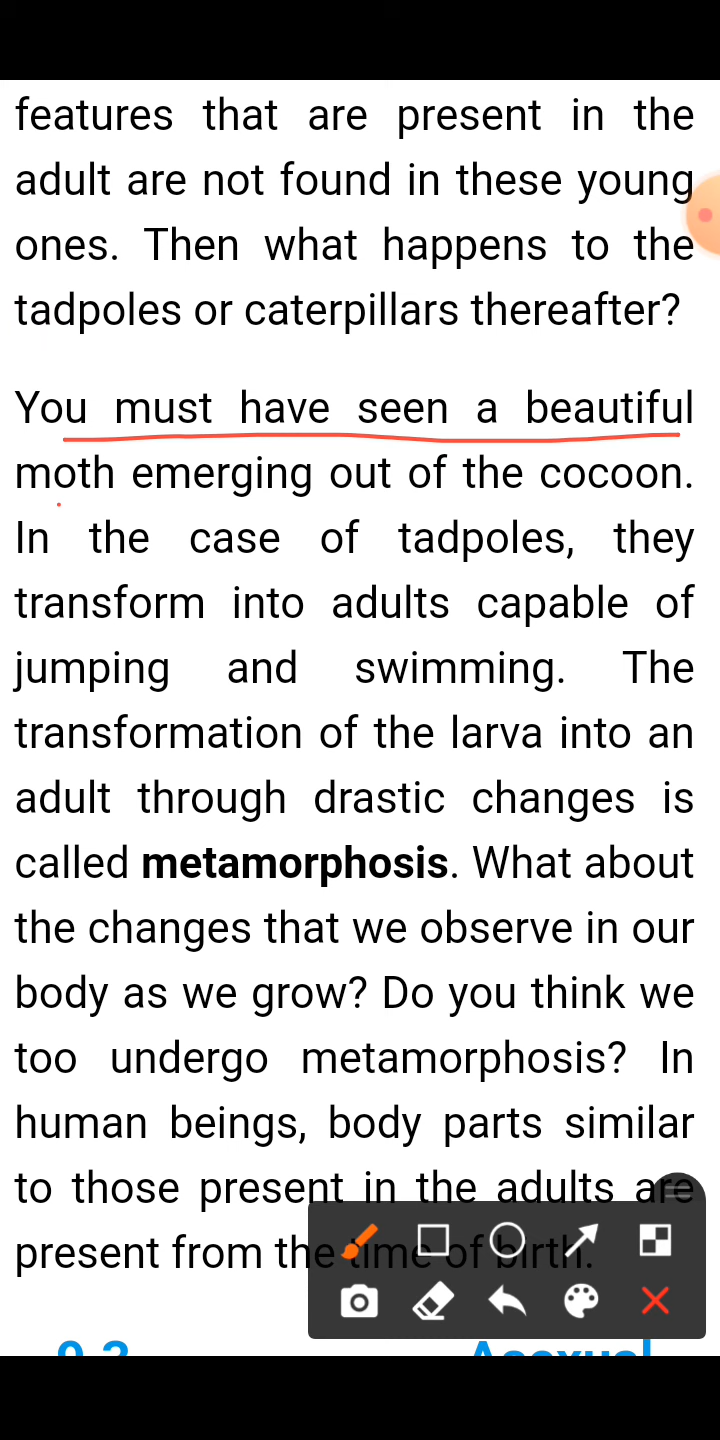 features that are present in the
adult are not found in these young
ones. Then what happens to the
tadpoles or caterpillars thereafter?
You must have seen a beautiful
moth emerging out of the cocoon.
In the case of tadpoles, they
transform into adults capable of
jumping and swimming. The
transformation of the larva into an
adult through drastic changes is
called metamorphosis. What about
the changes that we observe in our
body as we grow? Do you think we
too undergo metamorphosis? In
human beings, body parts similar
to those present in the adults are
present from the time of birth.
Asexual